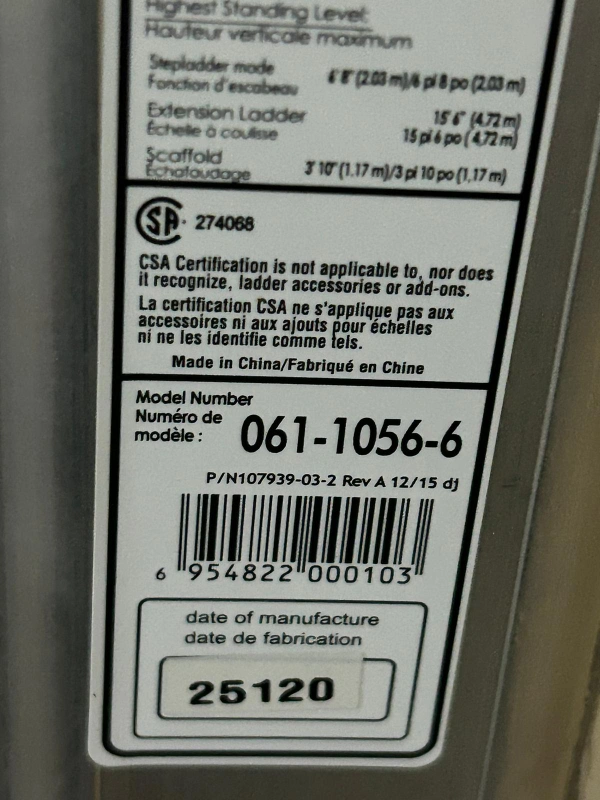 Highest Standing Level:
Hauteur verticale maximum
Stepladder mode
Fonction d'escabeau
6' 8" (2.03 m)/6 pi 8 po (2,03 m)
Extension Ladder
Échelle à coulisse
15' 6" (4.72 m)
15 pi 6 po ( 4,72 m)
Scaffold
Échafaudage
3' 10" (1.17 m)/3 pi 10 po (1,17 m)
CSA 274068
CSA Certification is not applicable to, nor does
it recognize, ladder accessories or add-ons.
La certification CSA ne s'applique pas aux
accessoires ni aux ajouts pour échelles
ni ne les identifie comme tels.
Made in China/Fabriqué en Chine
Model Number
Numéro de
modèle :
061-1056-6
P/N107939-03-2 Rev A 12/15 dj
6 954822 000103
date of manufacture
date de fabrication
25120